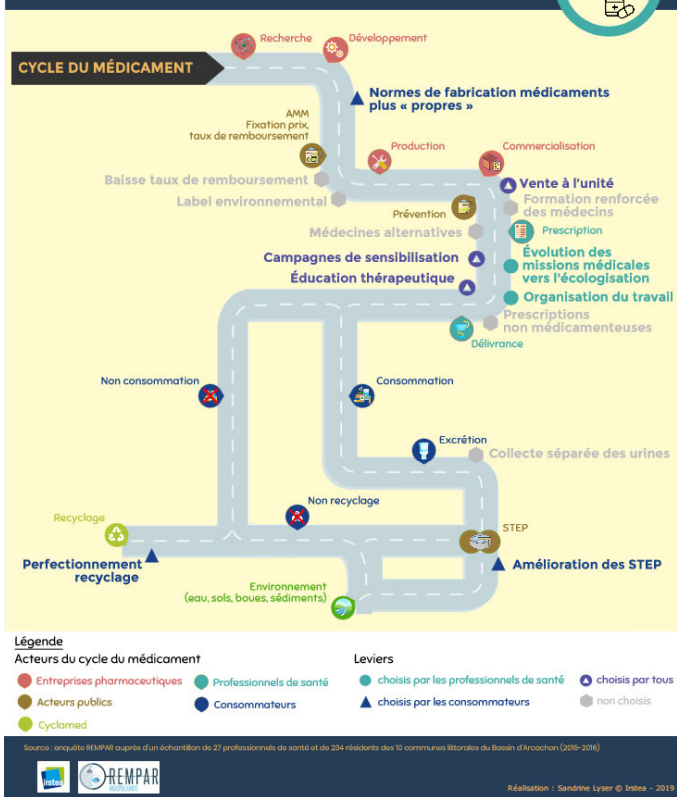 Recherche
Développement
CYCLE DU MÉDICAMENT
Normes de fabrication médicaments
plus « propres »
AMM
Fixation prix,
taux de remboursement
Production
Commercialisation
Baisse taux de remboursement
Vente à l'unité
Label environnemental
Formation renforcée
des médecins
Prévention
Médecines alternatives
Prescription
Campagnes de sensibilisation
Évolution des
missions médicales
vers l'écologisation
Éducation thérapeutique
Organisation du travail
Prescriptions
non médicamenteuses
Délivrance
Non consommation
Consommation
Excrétion
Collecte séparée des urines
Non recyclage
Recyclage
STEP
Perfectionnement
recyclage
Amélioration des STEP
Environnement
(eau, sols, boues, sédiments)
Légende
Acteurs du cycle du médicament
Entreprises pharmaceutiques
Professionnels de santé
Acteurs publics
Consommateurs
Cyclamed
Leviers
choisis par les professionnels de santé
choisis par tous
choisis par les consommateurs
non choisis
Source : enquête REMPAR auprès d'un échantillon de 27 professionnels de santé et de 234 résidents des 10 communes littorales du Bassin d'Arcachon (2015-2016)
irstea
REMPAR
Réalisation : Sandrine Lyser © Irstea - 2019